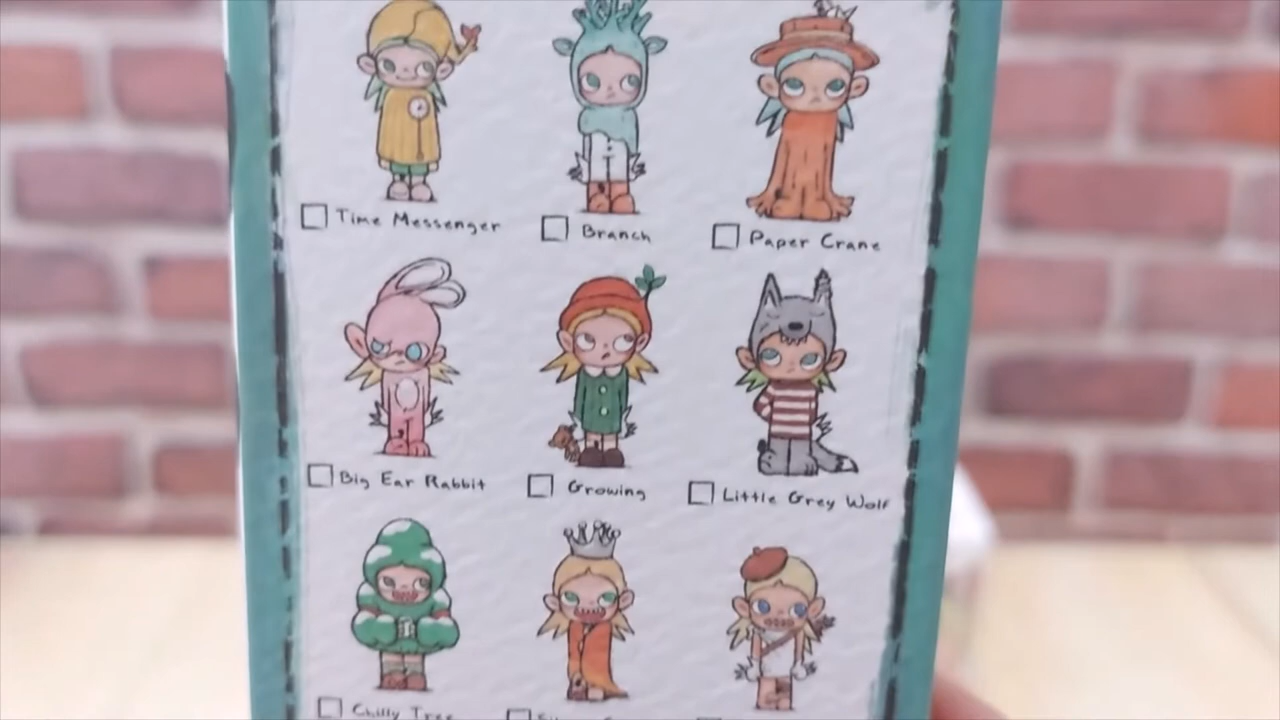 Time Messenger
Branch
Paper Crane
Big Ear Rabbit
Growing
Little Grey Wolf
Chilly Tree